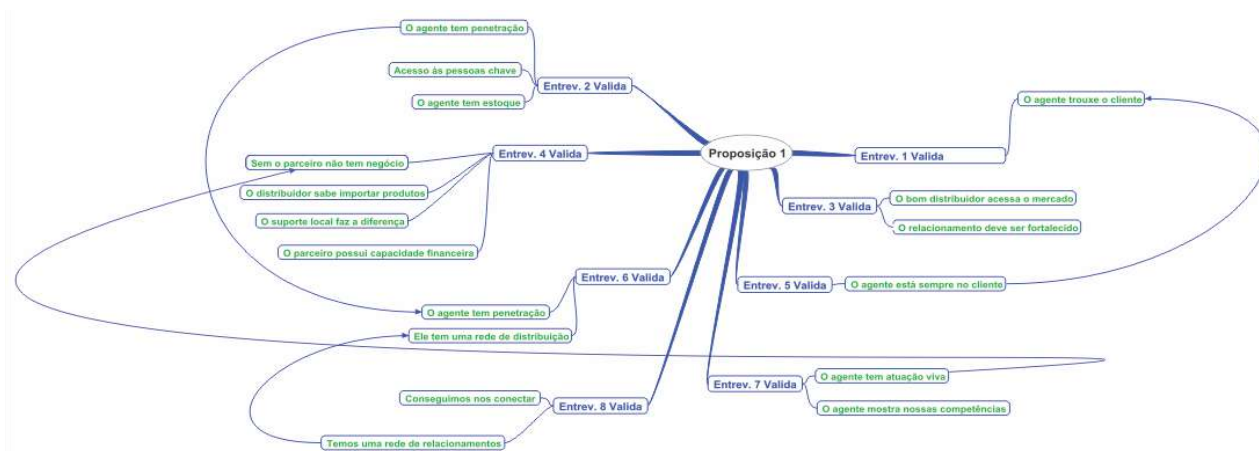 Proposição 1
Entrev. 1 Valida
O agente trouxe o cliente
Entrev. 2 Valida
O agente tem penetração
Acesso às pessoas chave
O agente tem estoque
Entrev. 3 Valida
O bom distribuidor acessa o mercado
O relacionamento deve ser fortalecido
Entrev. 4 Valida
Sem o parceiro não tem negócio
O distribuidor sabe importar produtos
O suporte local faz a diferença
O parceiro possui capacidade financeira
Entrev. 5 Valida
O agente está sempre no cliente
Entrev. 6 Valida
O agente tem penetração
Ele tem uma rede de distribuição
Entrev. 7 Valida
O agente tem atuação viva
O agente mostra nossas competências
Entrev. 8 Valida
Conseguimos nos conectar
Temos uma rede de relacionamentos